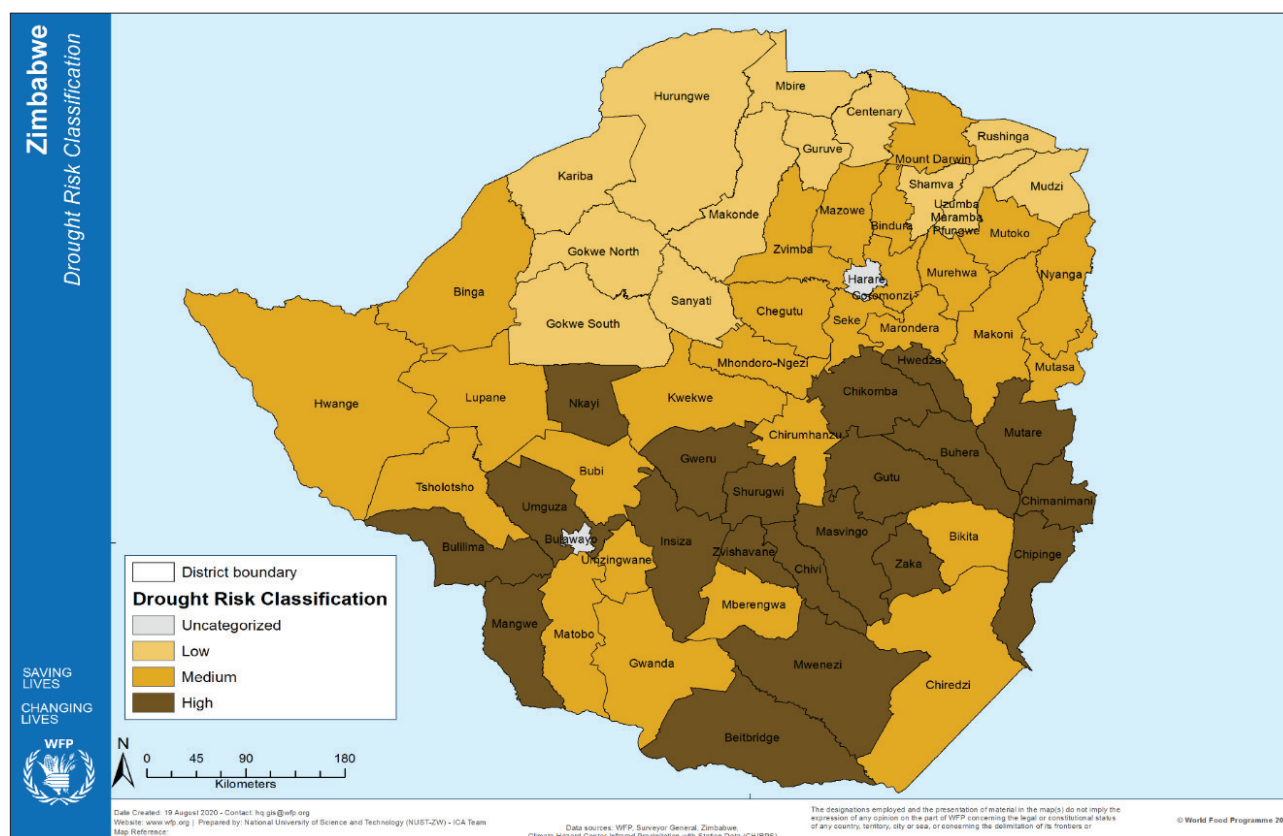 Zimbabwe
Drought Risk Classification
Mbire
Hurungwe
Centenary
Rushinga
Guruve
Mount Darwin
Kariba
Shamva
Mudzi
Uzumba
Maramba
Pfungwe
Makonde
Mazowe
Bindura
Mutoko
Zvimba
Gokwe North
Murehwa
Nyanga
Harare
Binga
Goromonzi
Sanyati
Chegutu
Gokwe South
Seke
Marondera
Makoni
Mhondoro-Ngezi
Hwedza
Mutasa
Hwange
Lupane
Nkayi
Kwekwe
Chikomba
Mutare
Chirumhanzu
Buhera
Gweru
Bubi
Gutu
Tsholotsho
Shurugwi
Chimanimani
Umguza
Masvingo
Bikita
Bulawayo
Insiza
Bulilima
Zvishavane
Chipinge
Umzingwane
Chivi
Zaka
Mberengwa
Mangwe
Matobo
Gwanda
Mwenezi
Chiredzi
Beitbridge
District boundary
Drought Risk Classification
Uncategorized
Low
Medium
High
SAVING
LIVES
CHANGING
LIVES
WFP
N
0 45 90 180
Kilometers
Date Created: 19 August 2020 - Contact: hq.gis@wfp.org
Website: www.wfp.org | Prepared by: National University of Science and Technology (NUST-ZW) - ICA Team
Map Reference:
Data sources: WFP, Surveyor General, Zimbabwe,
The designations employed and the presentation of material in the map(s) do not imply the
expression of any opinion on the part of WFP concerning the legal or constitutional status
of any country, territory, city or sea, or concerning the delimitation of its frontiers or
© World Food Programme 2